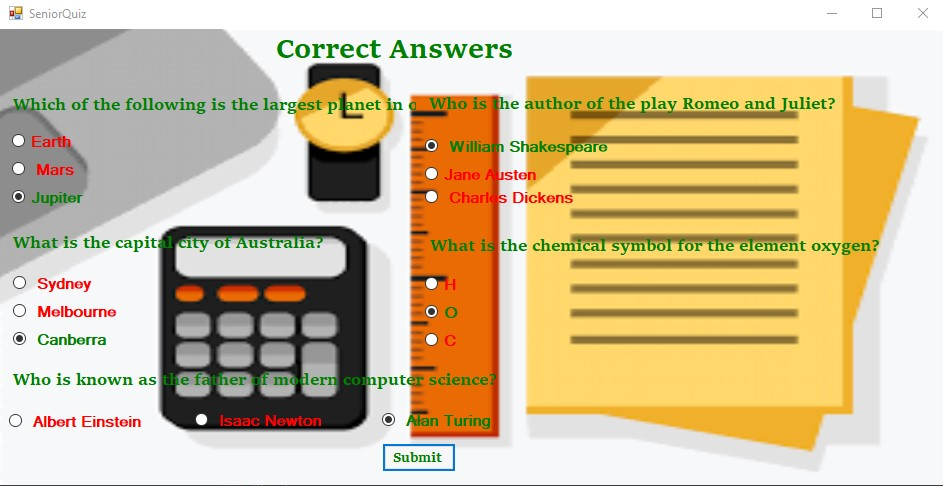 SeniorQuiz
Correct Answers
Which of the following is the largest planet in
Earth
Mars
Jupiter
Who is the author of the play Romeo and Juliet?
William Shakespeare
Jane Austen
Charles Dickens
What is the capital city of Australia?
Sydney
Melbourne
Canberra
What is the chemical symbol for the element oxygen?
H
O
C
Who is known as the father of modern computer science?
Albert Einstein
Isaac Newton
Alan Turing
Submit